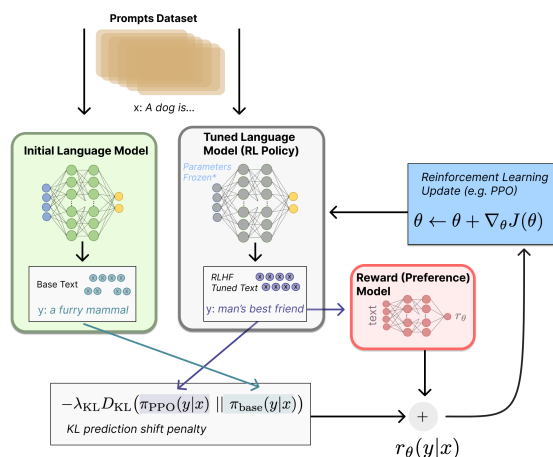 Prompts Dataset
x: A dog is...
Initial Language Model
Tuned Language
Model (RL Policy)
Parameters
Frozen*
Reinforcement Learning
Update (e.g. PPO)
θ ← θ + ∇θJ(θ)
Base Text
x x x x
x x x x
y: a furry mammal
RLHF
Tuned Text
x x x x
x x x x
y: man's best friend
Reward (Preference)
Model
text
rθ
−λKL DKL(πPPO(y|x) || πbase(y|x))
KL prediction shift penalty
+
rθ(y|x)